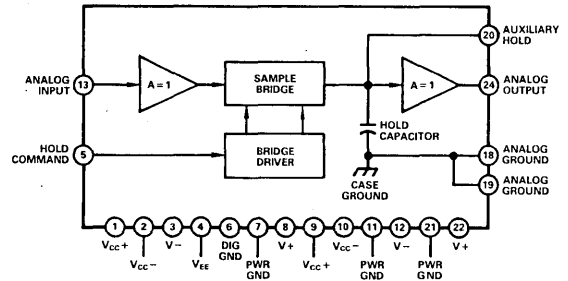 20
AUXILIARY
HOLD
ANALOG
INPUT
13
A = 1
SAMPLE
BRIDGE
A = 1
24
ANALOG
OUTPUT
HOLD
CAPACITOR
HOLD
COMMAND
5
BRIDGE
DRIVER
18
ANALOG
GROUND
CASE
GROUND
19
ANALOG
GROUND
1 2 3 4 6 7 8 9 10 11 12 21 22
VCC+ V– DIG GND V+ VCC+ VCC– V– V+
VCC– VEE PWR GND PWR GND PWR GND